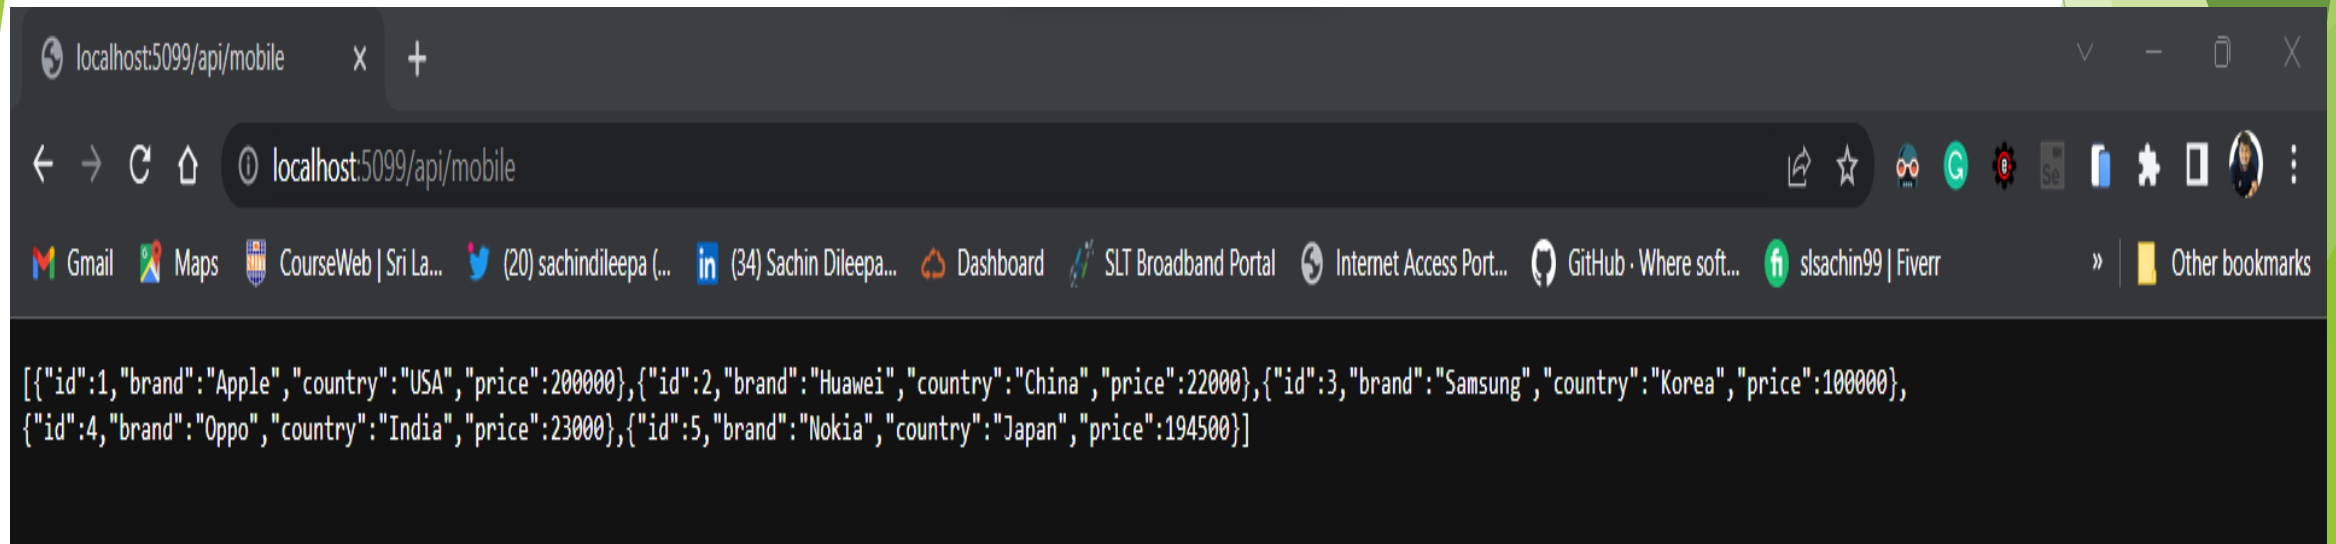 localhost:5099/api/mobile
localhost:5099/api/mobile
Gmail Maps CourseWeb | Sri La... (20) sachindileepa (... (34) Sachin Dileepa... Dashboard SLT Broadband Portal Internet Access Port... GitHub · Where soft... slsachin99 | Fiverr » Other bookmarks
[{"id":1,"brand":"Apple","country":"USA","price":200000},{"id":2,"brand":"Huawei","country":"China","price":22000},{"id":3,"brand":"Samsung","country":"Korea","price":100000},
{"id":4,"brand":"Oppo","country":"India","price":23000},{"id":5,"brand":"Nokia","country":"Japan","price":194500}]